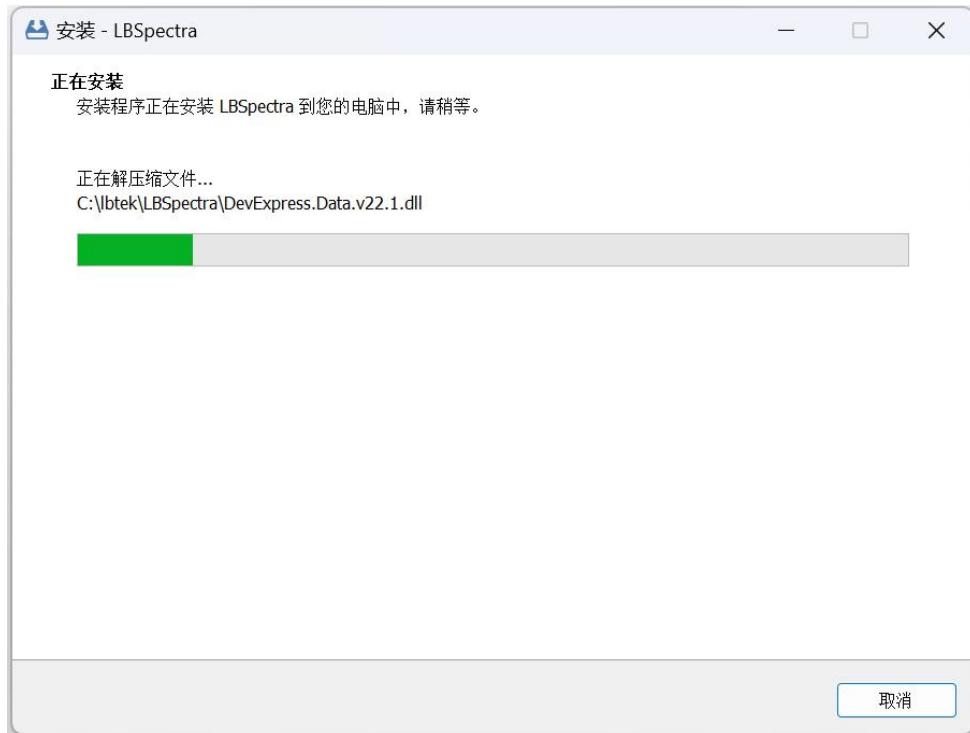 安装 - LBSpectra
正在安装
安装程序正在安装 LBSpectra 到您的电脑中，请稍等。
正在解压缩文件...
C:\lbtek\LBSpectra\DevExpress.Data.v22.1.dll
取消